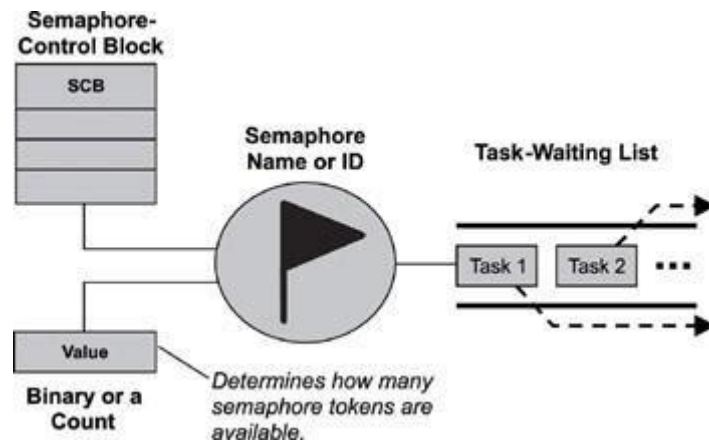 Semaphore-
Control Block
SCB
Semaphore
Name or ID
Task-Waiting List
Task 1
Task 2
Value
Binary or a
Count
Determines how many
semaphore tokens are
available.